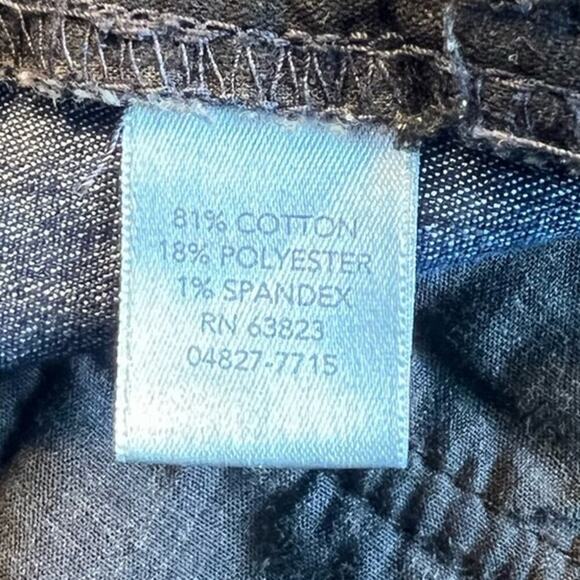 81% COTTON
18% POLYESTER
1% SPANDEX
RN 63823
04827-7715